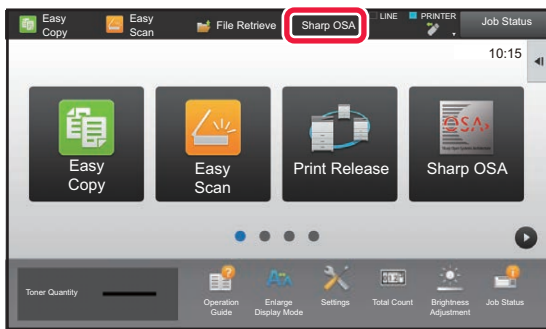 Easy
Copy
Easy
Scan
File Retrieve
Sharp OSA
LINE
PRINTER
Job Status
10:15
Easy
Copy
Easy
Scan
Print Release
OSA
Sharp OSA
Toner Quantity
Operation
Guide
Enlarge
Display Mode
Settings
Total Count
Brightness
Adjustment
Job Status